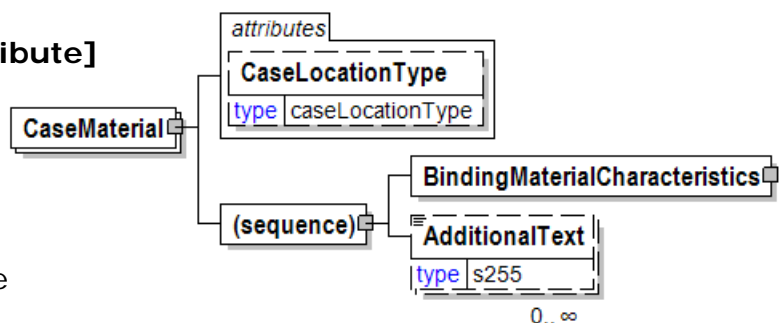 attributes
ibute]
CaseLocationType
type caseLocationType
CaseMaterial
BindingMaterialCharacteristics
(sequence)
AdditionalText
type s255
e
0..∞